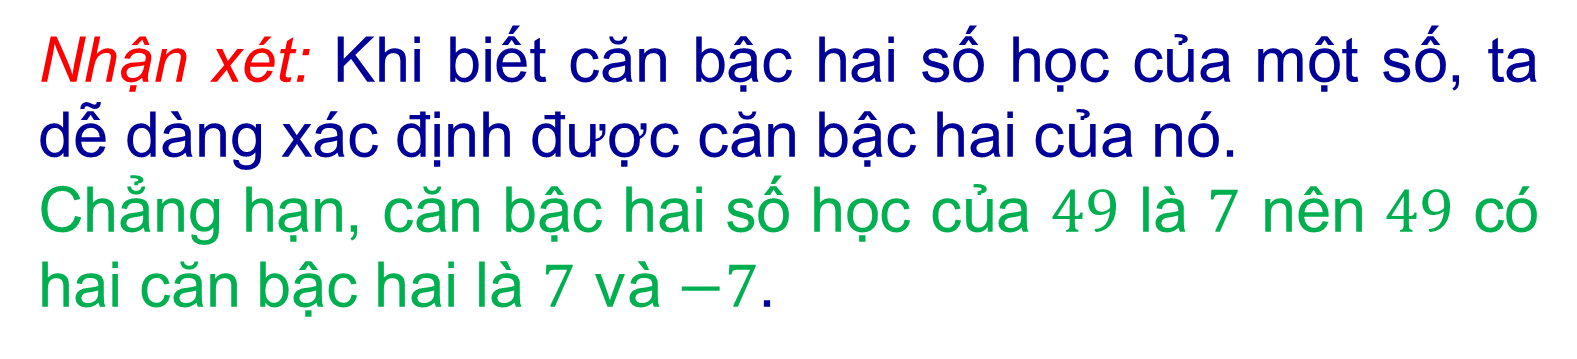 Nhận xét: Khi biết căn bậc hai số học của một số, ta
dễ dàng xác định được căn bậc hai của nó.
Chẳng hạn, căn bậc hai số học của 49 là 7 nên 49 có
hai căn bậc hai là 7 và −7.